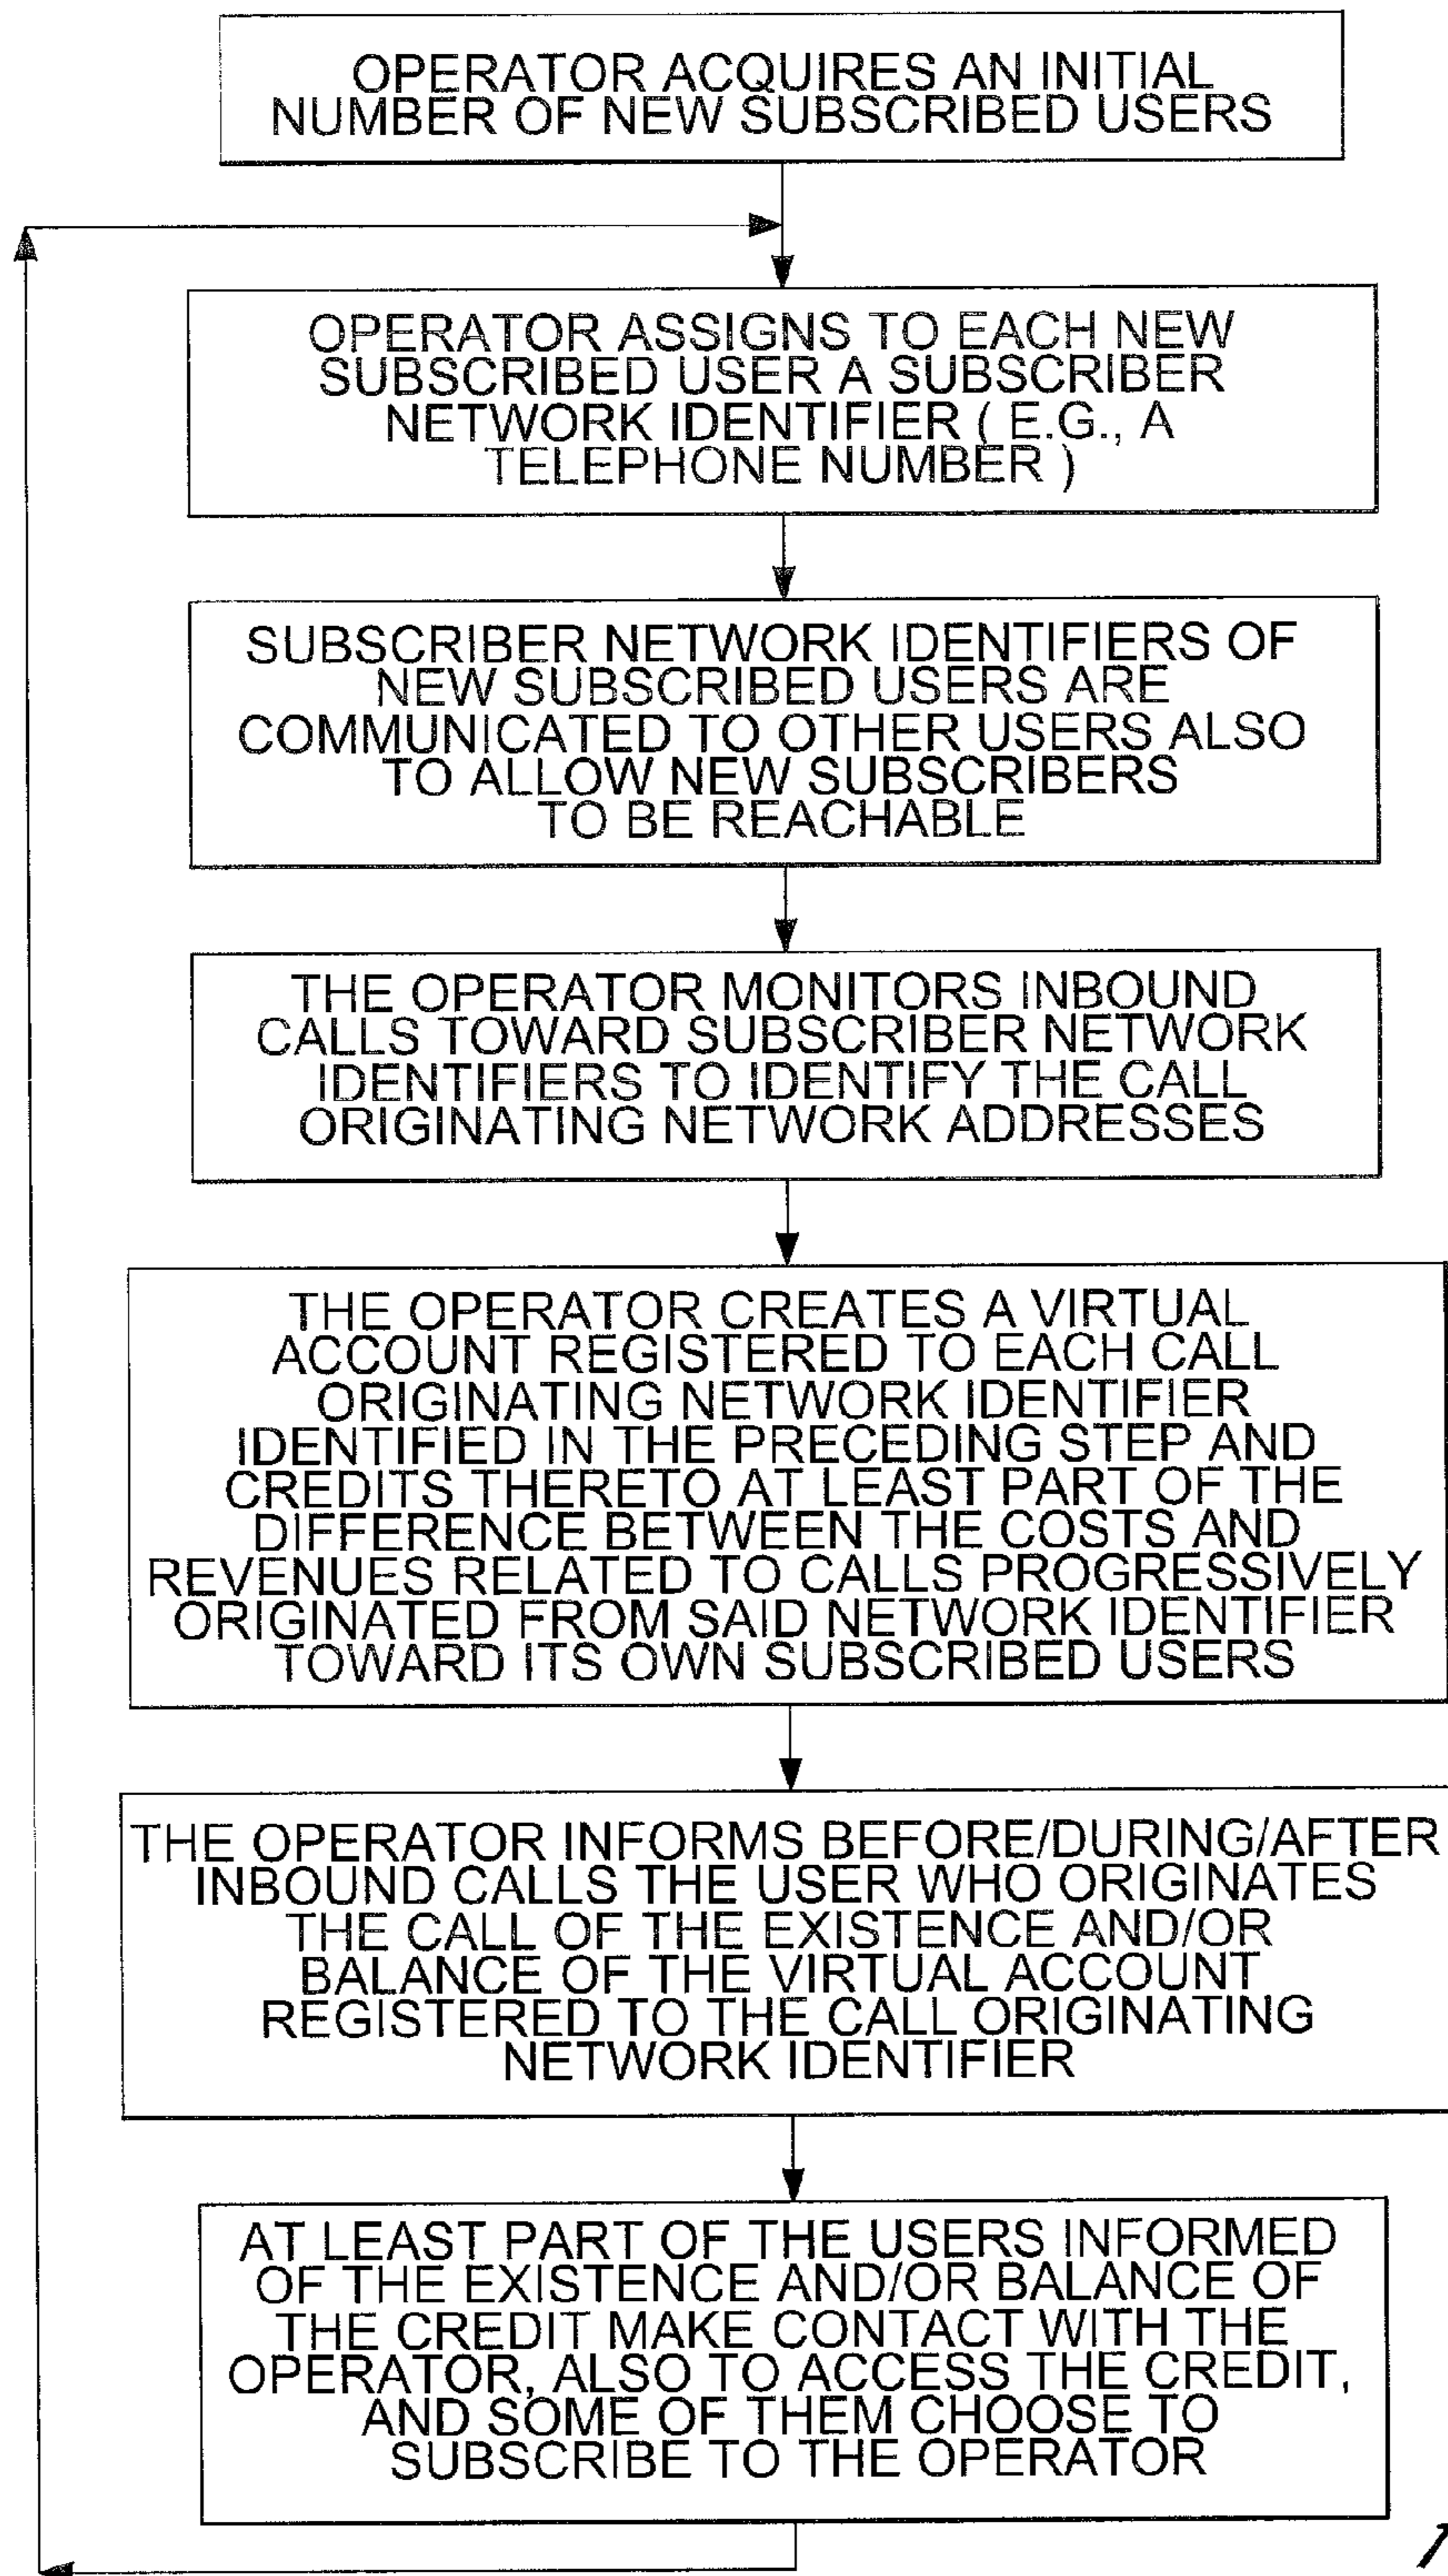 OPERATOR ACQUIRES AN INITIAL
NUMBER OF NEW SUBSCRIBED USERS
OPERATOR ASSIGNS TO EACH NEW
SUBSCRIBED USER A SUBSCRIBER
NETWORK IDENTIFIER ( E.G., A
TELEPHONE NUMBER )
SUBSCRIBER NETWORK IDENTIFIERS OF
NEW SUBSCRIBED USERS ARE
COMMUNICATED TO OTHER USERS ALSO
TO ALLOW NEW SUBSCRIBERS
TO BE REACHABLE
THE OPERATOR MONITORS INBOUND
CALLS TOWARD SUBSCRIBER NETWORK
IDENTIFIERS TO IDENTIFY THE CALL
ORIGINATING NETWORK ADDRESSES
THE OPERATOR CREATES A VIRTUAL
ACCOUNT REGISTERED TO EACH CALL
ORIGINATING NETWORK IDENTIFIER
IDENTIFIED IN THE PRECEDING STEP AND
CREDITS THERETO AT LEAST PART OF THE
DIFFERENCE BETWEEN THE COSTS AND
REVENUES RELATED TO CALLS PROGRESSIVELY
ORIGINATED FROM SAID NETWORK IDENTIFIER
TOWARD ITS OWN SUBSCRIBED USERS
THE OPERATOR INFORMS BEFORE/DURING/AFTER
INBOUND CALLS THE USER WHO ORIGINATES
THE CALL OF THE EXISTENCE AND/OR
BALANCE OF THE VIRTUAL ACCOUNT
REGISTERED TO THE CALL ORIGINATING
NETWORK IDENTIFIER
AT LEAST PART OF THE USERS INFORMED
OF THE EXISTENCE AND/OR BALANCE OF
THE CREDIT MAKE CONTACT WITH THE
OPERATOR, ALSO TO ACCESS THE CREDIT,
AND SOME OF THEM CHOOSE TO
SUBSCRIBE TO THE OPERATOR